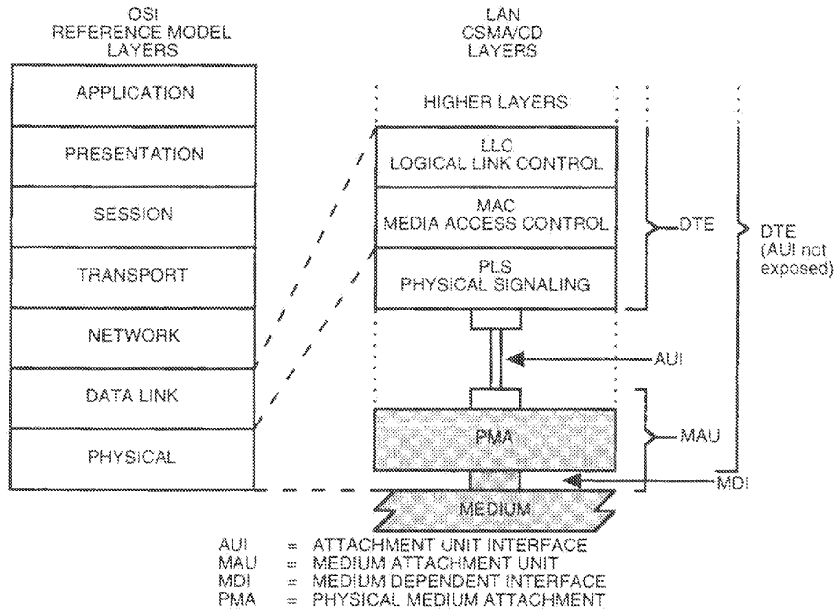 OSI
REFERENCE MODEL
LAYERS
APPLICATION
PRESENTATION
SESSION
TRANSPORT
NETWORK
DATA LINK
PHYSICAL
LAN
CSMA/CD
LAYERS
HIGHER LAYERS
LLC
LOGICAL LINK CONTROL
MAC
MEDIA ACCESS CONTROL
PLS
PHYSICAL SIGNALING
DTE
DTE
(AUI not
exposed)
AUI
PMA
MAU
MDI
MEDIUM
AUI = ATTACHMENT UNIT INTERFACE
MAU = MEDIUM ATTACHMENT UNIT
MDI = MEDIUM DEPENDENT INTERFACE
PMA = PHYSICAL MEDIUM ATTACHMENT